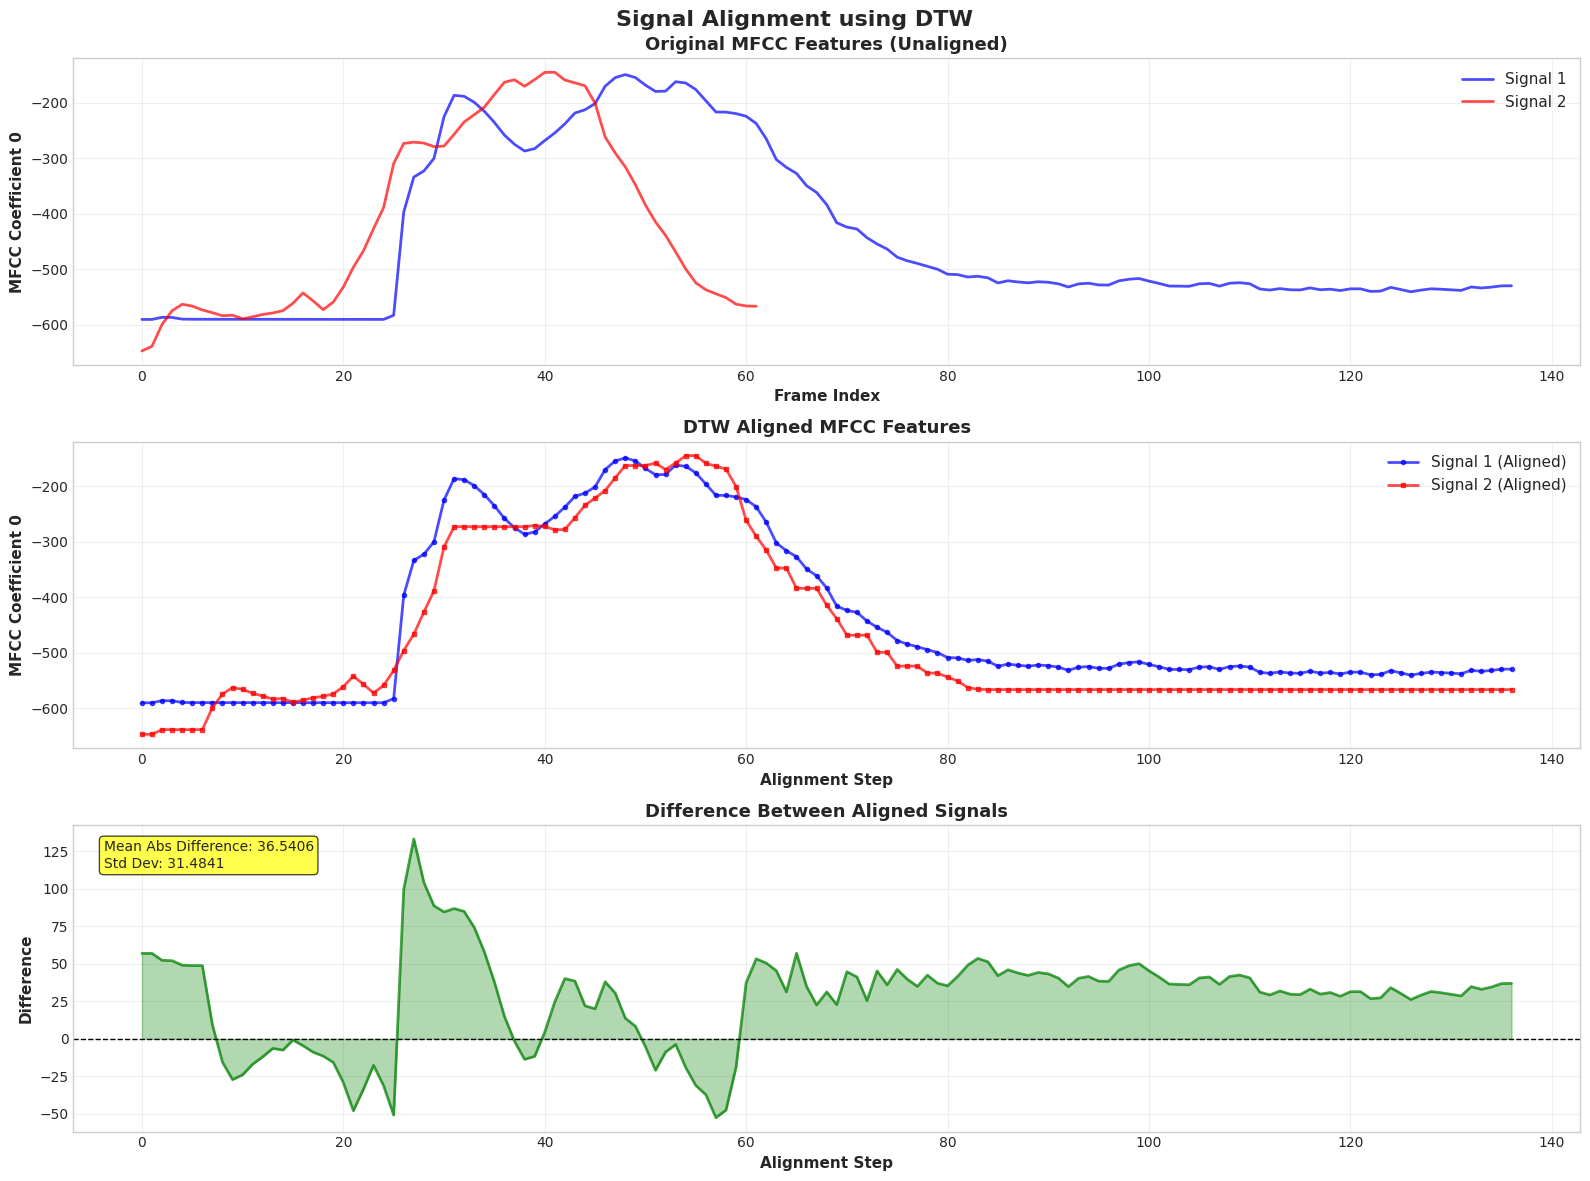 Signal Alignment using DTW
Original MFCC Features (Unaligned)
MFCC Coefficient 0
−200
−300
−400
−500
−600
Signal 1
Signal 2
0 20 40 60 80 100 120 140
Frame Index
DTW Aligned MFCC Features
MFCC Coefficient 0
−200
−300
−400
−500
−600
Signal 1 (Aligned)
Signal 2 (Aligned)
0 20 40 60 80 100 120 140
Alignment Step
Difference Between Aligned Signals
Difference
125
100
75
50
25
0
−25
−50
Mean Abs Difference: 36.5406
Std Dev: 31.4841
0 20 40 60 80 100 120 140
Alignment Step